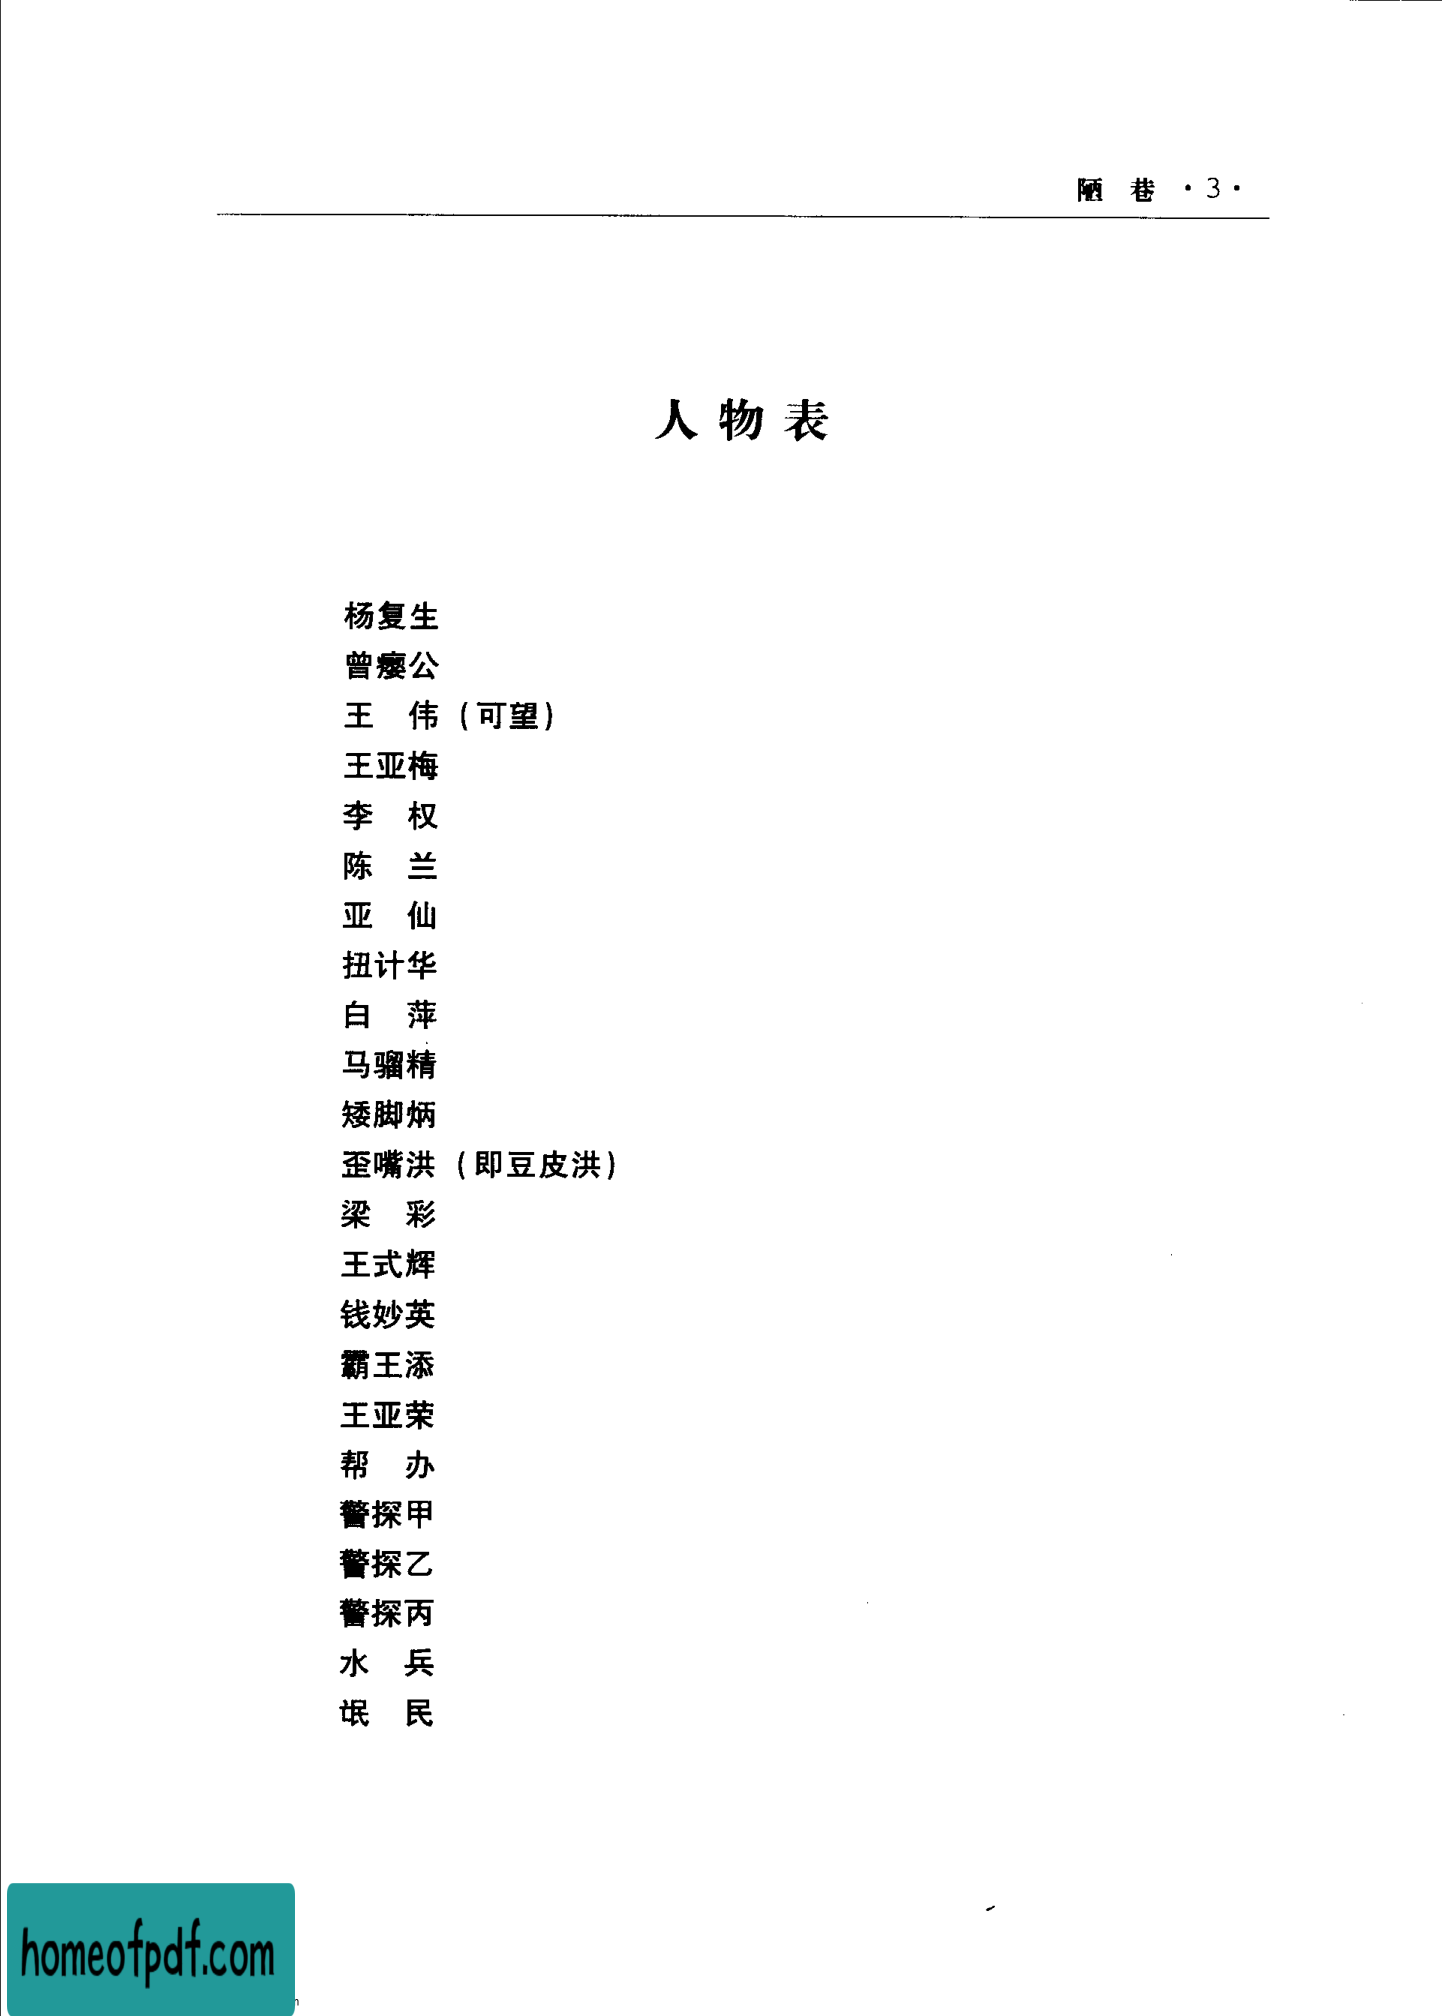 陋 巷 ·3·
人物表
杨复生
曾瘿公
王 伟（可望）
王亚梅
李 权
陈 兰
亚 仙
扭计华
白 萍
马骝精
矮脚炳
歪嘴洪（即豆皮洪）
梁 彩
王式辉
钱妙英
霸王添
王亚荣
帮 办
警探甲
警探乙
警探丙
水 兵
氓 民
homeofpdf.com